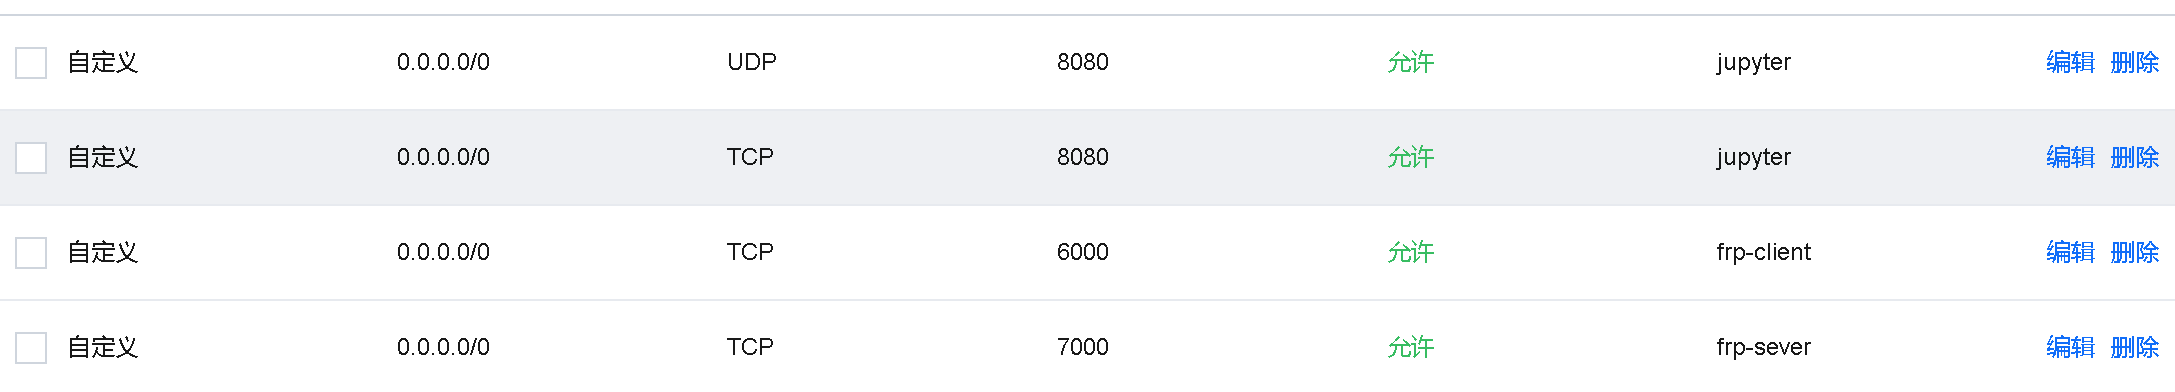 自定义 0.0.0.0/0 UDP 8080 允许 jupyter 编辑 删除
自定义 0.0.0.0/0 TCP 8080 允许 jupyter 编辑 删除
自定义 0.0.0.0/0 TCP 6000 允许 frp-client 编辑 删除
自定义 0.0.0.0/0 TCP 7000 允许 frp-sever 编辑 删除